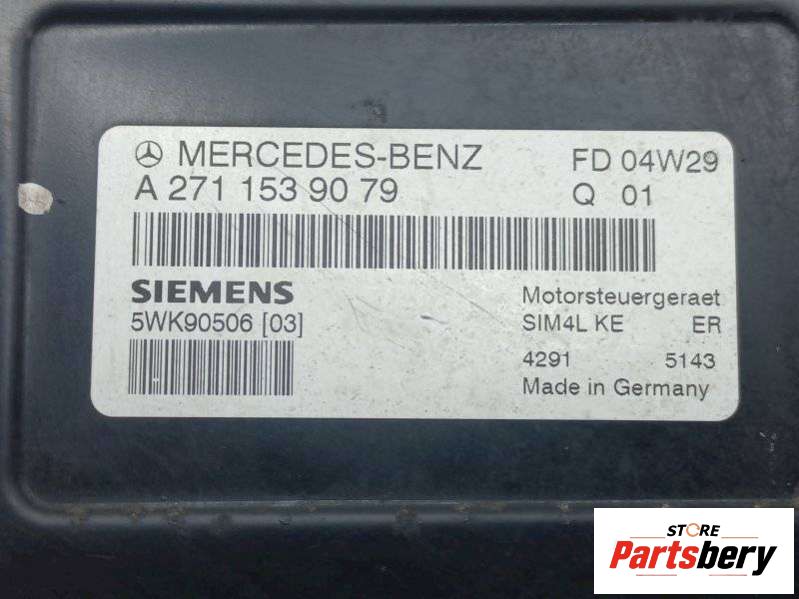 MERCEDES-BENZ FD 04W29
A 271 153 90 79 Q 01
SIEMENS Motorsteuergeraet
5WK90506 [03] SIM4L KE ER
4291 5143
Made in Germany
STORE
Partsbery